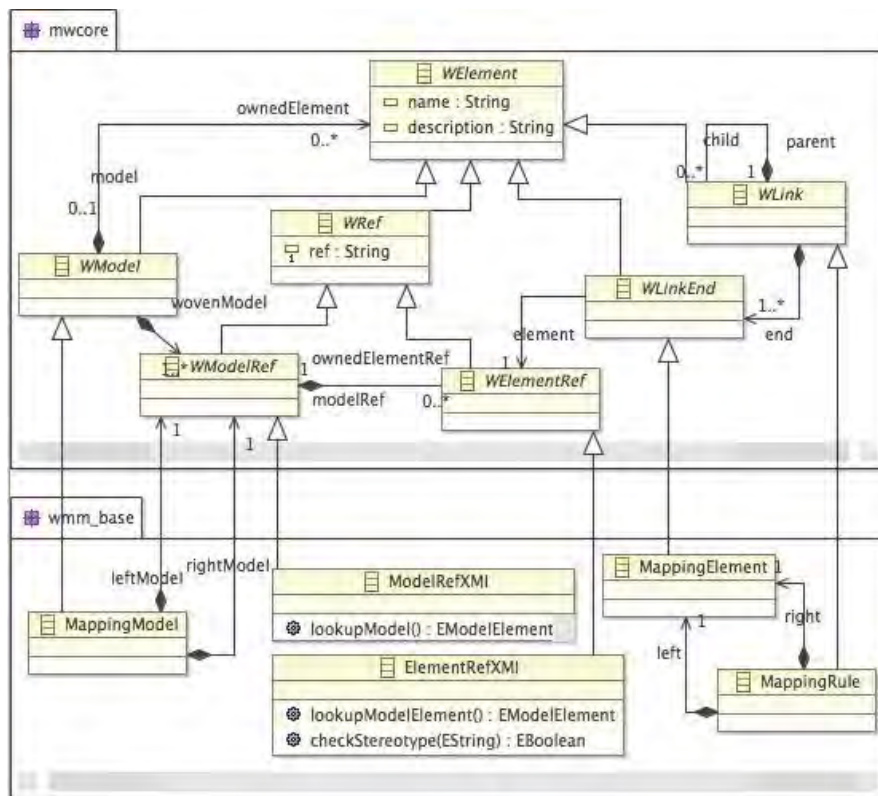 mwcore
WElement
name : String
description : String
ownedElement
0..*
model
0..1
child
parent
0..*
1
WLink
WRef
1
ref : String
WModel
WLinkEnd
wovenModel
1..*
end
element
1..*
WModelRef
1
ownedElementRef
modelRef
0..*
1
WElementRef
1
1
wmm_base
leftModel
rightModel
ModelRefXMI
lookupModel() : EModelElement
MappingElement
1
1
right
left
MappingModel
ElementRefXMI
lookupModelElement() : EModelElement
checkStereotype(EString) : EBoolean
MappingRule